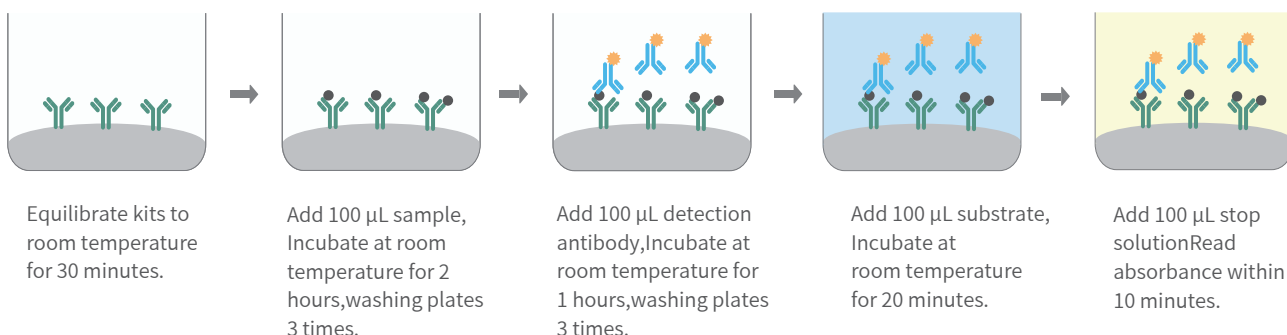 Equilibrate kits to
room temperature
for 30 minutes.
Add 100 μL sample,
Incubate at room
temperature for 2
hours,washing plates
3 times.
Add 100 μL detection
antibody,Incubate at
room temperature for
1 hours,washing plates
3 times.
Add 100 μL substrate,
Incubate at
room temperature
for 20 minutes.
Add 100 μL stop
solutionRead
absorbance within
10 minutes.